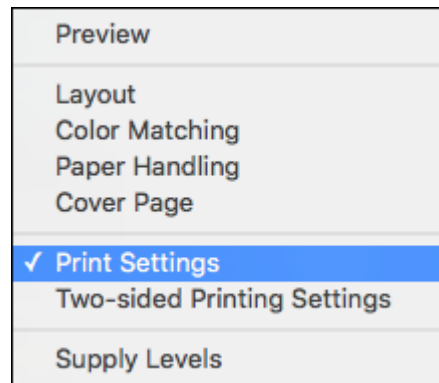 Preview
Layout
Color Matching
Paper Handling
Cover Page
✓ Print Settings
Two-sided Printing Settings
Supply Levels